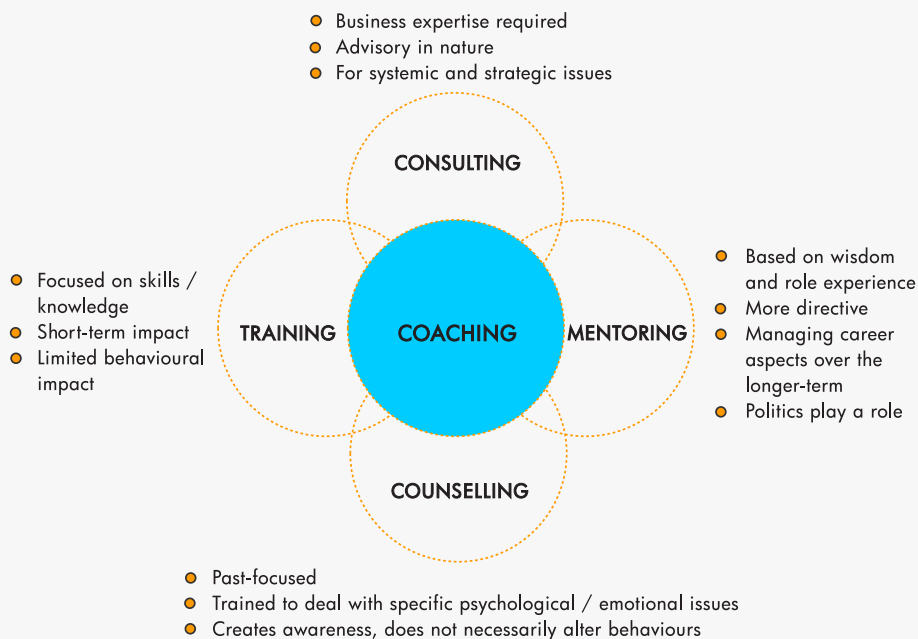 Business expertise required
Advisory in nature
For systemic and strategic issues
CONSULTING
Focused on skills /
knowledge
Short-term impact
Limited behavioural
impact
TRAINING
COACHING
MENTORING
Based on wisdom
and role experience
More directive
Managing career
aspects over the
longer-term
Politics play a role
COUNSELLING
Past-focused
Trained to deal with specific psychological / emotional issues
Creates awareness, does not necessarily alter behaviours